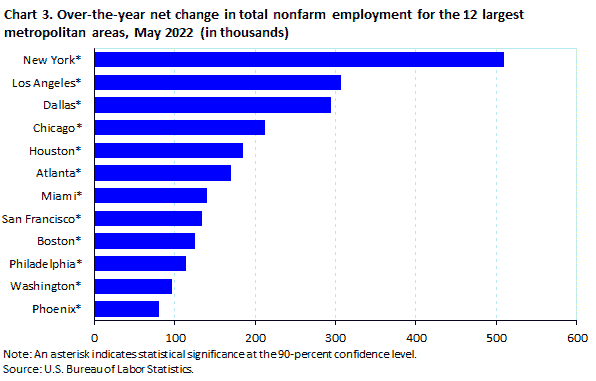 Chart 3. Over-the-year net change in total nonfarm employment for the 12 largest
metropolitan areas, May 2022 (in thousands)
New York*
Los Angeles*
Dallas*
Chicago*
Houston*
Atlanta*
Miami*
San Francisco*
Boston*
Philadelphia*
Washington*
Phoenix*
0 100 200 300 400 500 600
Note: An asterisk indicates statistical significance at the 90-percent confidence level.
Source: U.S. Bureau of Labor Statistics.